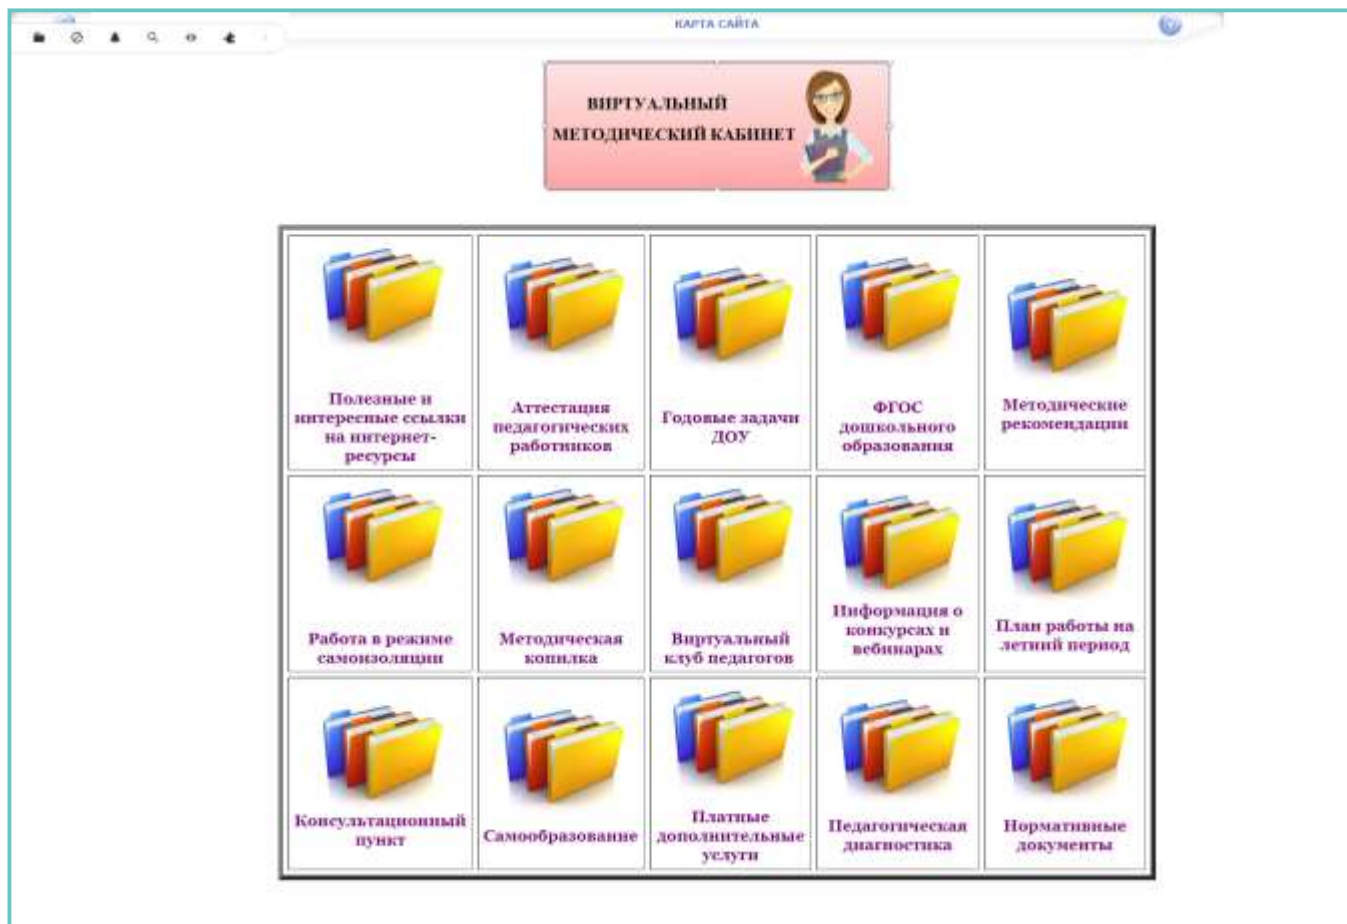 КАРТА САЙТА
ВИРТУАЛЬНЫЙ
МЕТОДИЧЕСКИЙ КАБИНЕТ
Полезные и
интересные ссылки
на интернет-
ресурсы
Аттестация
педагогических
работников
Годовые задачи
ДОУ
ФГОС
дошкольного
образования
Методические
рекомендации
Работа в режиме
самоизоляции
Методическая
копилка
Виртуальный
клуб педагогов
Информация о
конкурсах и
вебинарах
План работы на
летний период
Консультационный
пункт
Самообразование
Платные
дополнительные
услуги
Педагогическая
диагностика
Нормативные
документы